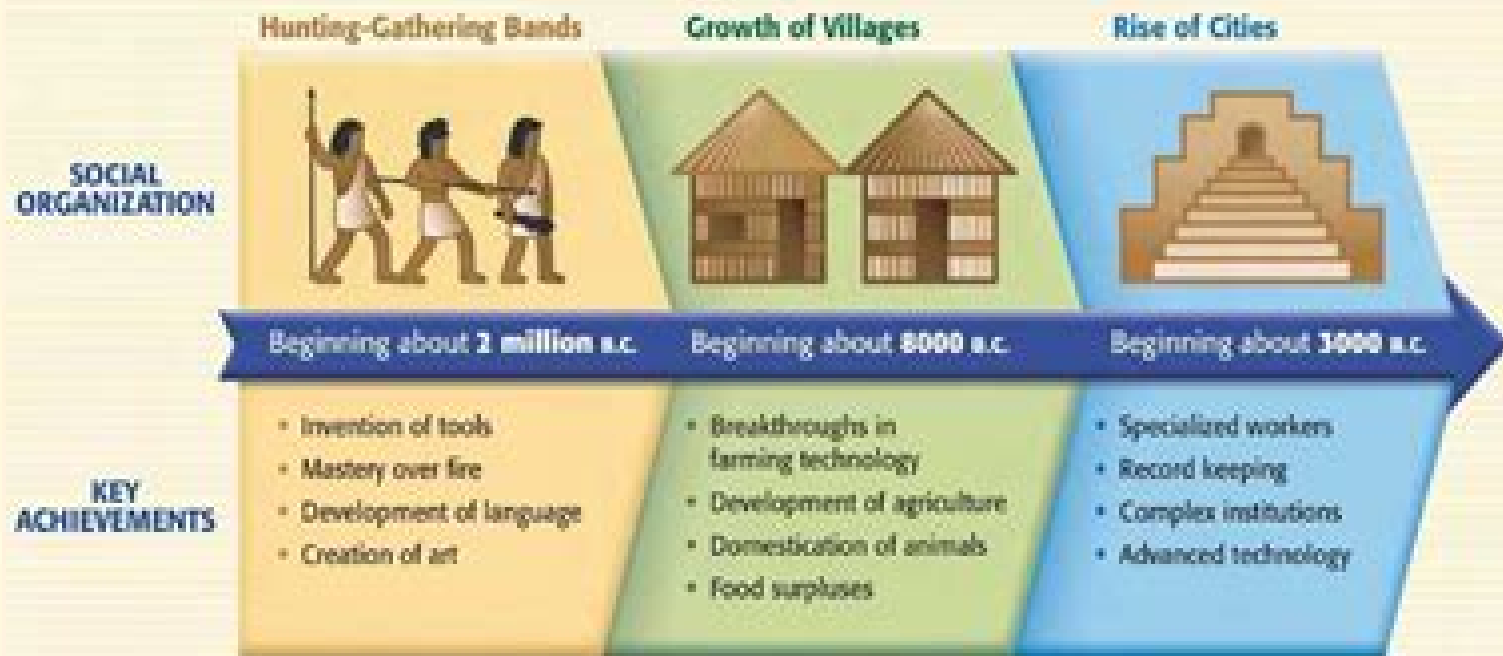 Hunting-Gathering Bands
Growth of Villages
Rise of Cities
SOCIAL
ORGANIZATION
Beginning about 2 million B.C.
Beginning about 8000 B.C.
Beginning about 3000 B.C.
KEY
ACHIEVEMENTS
• Invention of tools
• Mastery over fire
• Development of language
• Creation of art
• Breakthroughs in
farming technology
• Development of agriculture
• Domestication of animals
• Food surpluses
• Specialized workers
• Record keeping
• Complex institutions
• Advanced technology